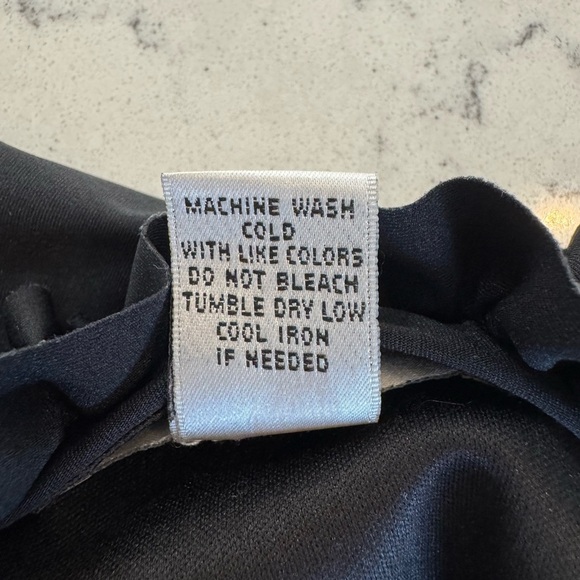 MACHINE WASH
COLD
WITH LIKE COLORS
DO NOT BLEACH
TUMBLE DRY LOW
COOL IRON
IF NEEDED